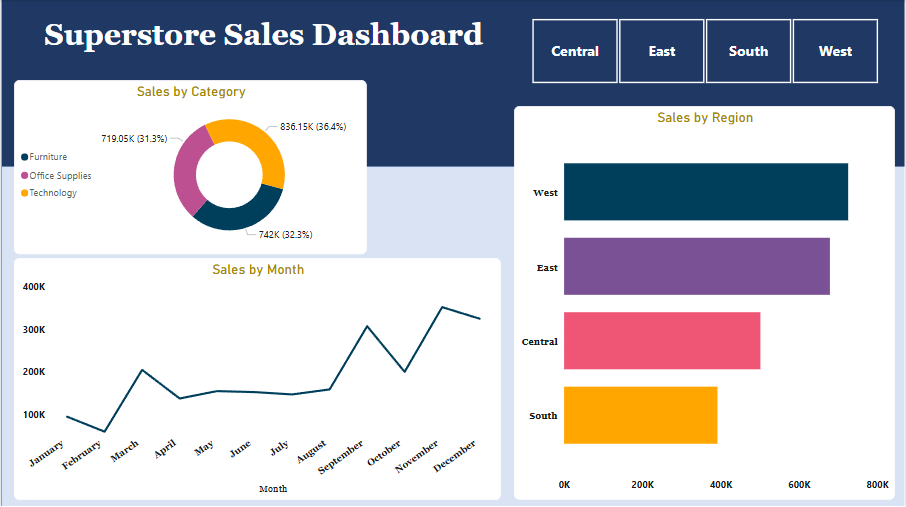 Superstore Sales Dashboard
Central East South West
Sales by Category
836.15K (36.4%)
719.05K (31.3%)
742K (32.3%)
Furniture
Office Supplies
Technology
Sales by Month
400K
300K
200K
100K
January February March April May June July August September October November December
Month
Sales by Region
West
East
Central
South
0K 200K 400K 600K 800K